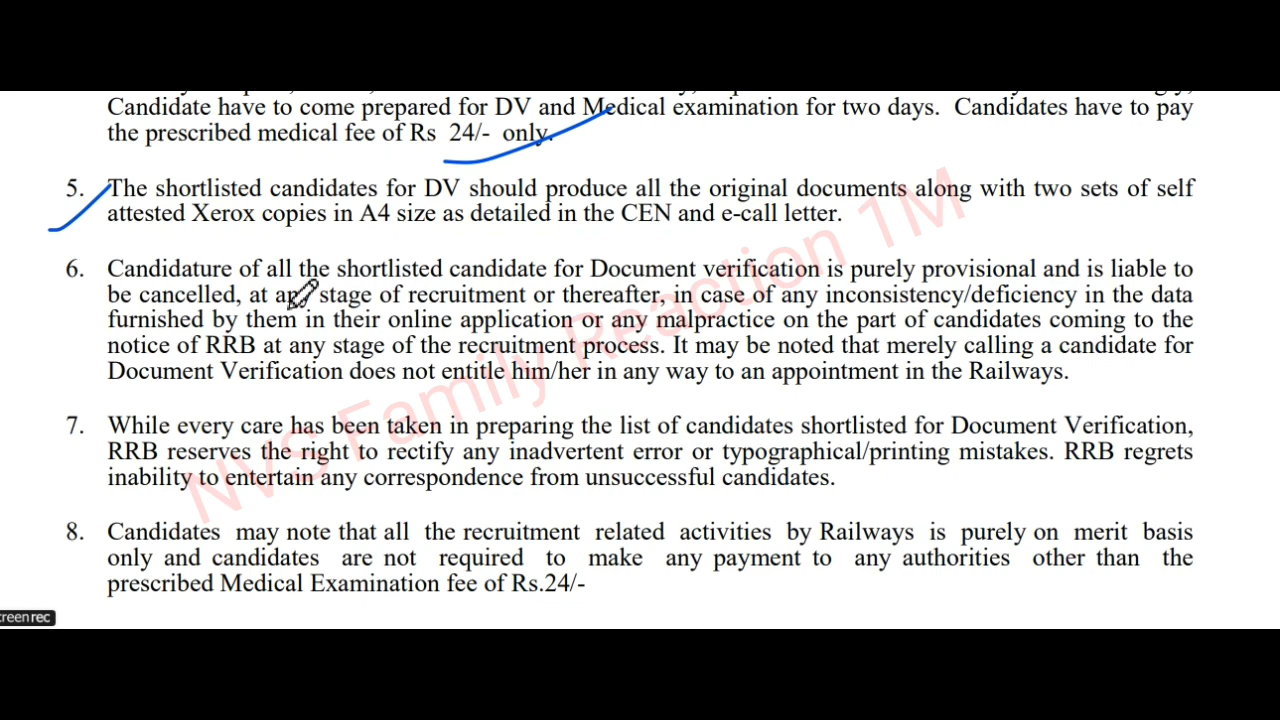 Candidate have to come prepared for DV and Medical examination for two days. Candidates have to pay
the prescribed medical fee of Rs 24/- only.
5. The shortlisted candidates for DV should produce all the original documents along with two sets of self
attested Xerox copies in A4 size as detailed in the CEN and e-call letter.
6. Candidature of all the shortlisted candidate for Document verification is purely provisional and is liable to
be cancelled, at stage of recruitment or thereafter, in case of any inconsistency/deficiency in the data
furnished by them in their online application or any malpractice on the part of candidates coming to the
notice of RRB at any stage of the recruitment process. It may be noted that merely calling a candidate for
Document Verification does not entitle him/her in any way to an appointment in the Railways.
7. While every care has been taken in preparing the list of candidates shortlisted for Document Verification,
RRB reserves the right to rectify any inadvertent error or typographical/printing mistakes. RRB regrets
inability to entertain any correspondence from unsuccessful candidates.
8. Candidates may note that all the recruitment related activities by Railways is purely on merit basis
only and candidates are not required to make any payment to any authorities other than the
prescribed Medical Examination fee of Rs.24/-
NVS Family Reaction 1M
reenrec